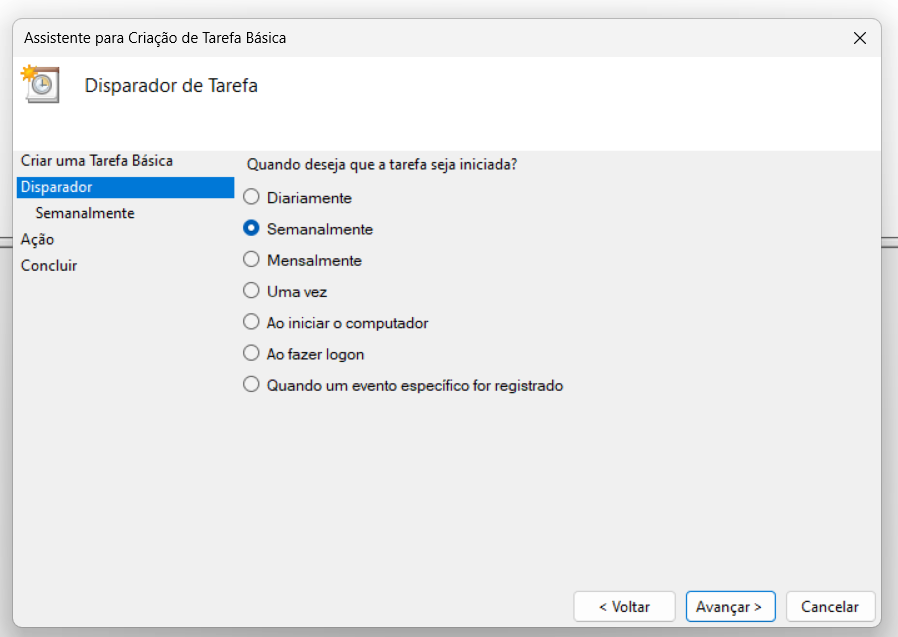 Assistente para Criação de Tarefa Básica
Disparador de Tarefa
Criar uma Tarefa Básica
Disparador
Semanalmente
Ação
Concluir
Quando deseja que a tarefa seja iniciada?
Diariamente
Semanalmente
Mensalmente
Uma vez
Ao iniciar o computador
Ao fazer logon
Quando um evento específico for registrado
< Voltar
Avançar >
Cancelar